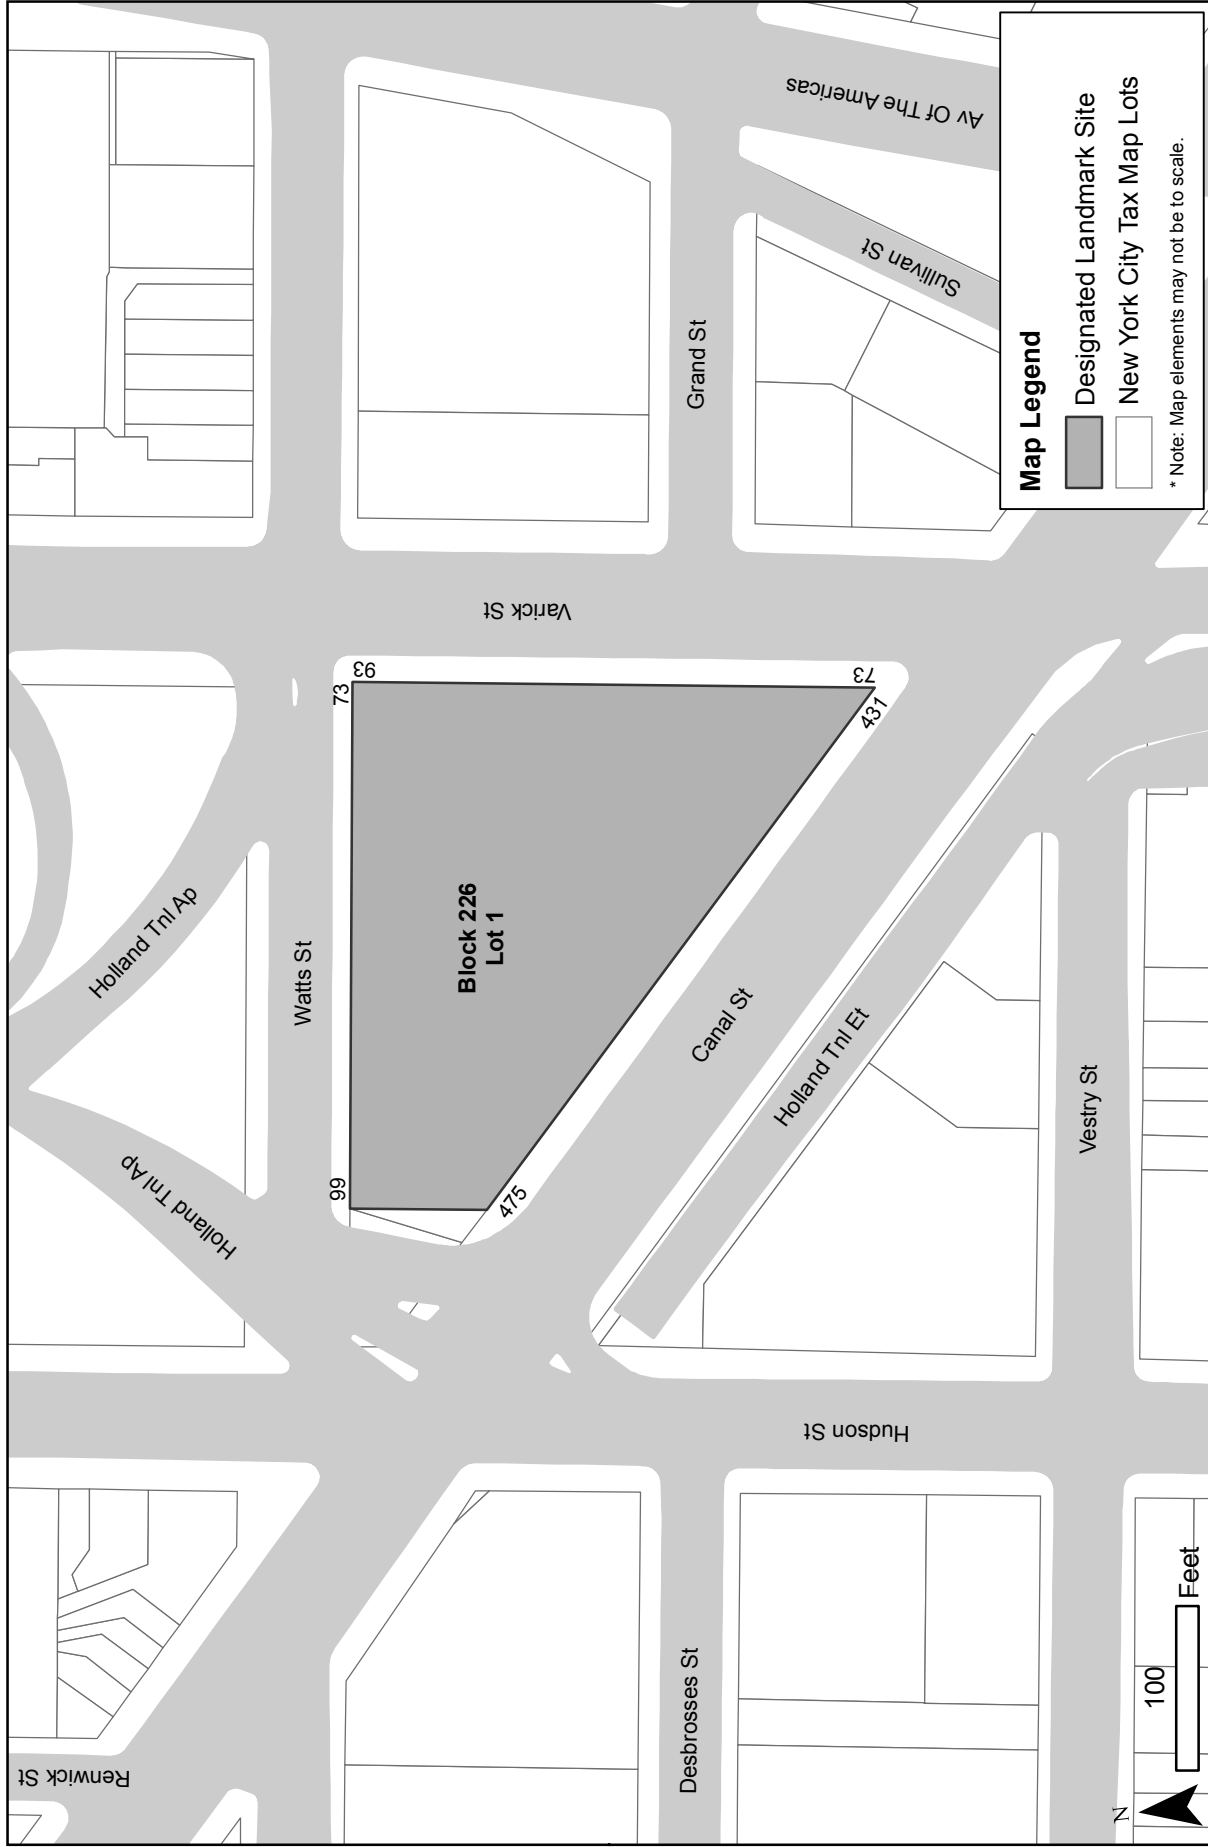 Holland Tnl Ap
Holland Tnl Ap
Renwick St
Watts St
99
73
93
Block 226
Lot 1
475
431
73
Varick St
Canal St
Holland Tnl Et
Grand St
Av Of The Americas
Sullivan St
Hudson St
Desbrosses St
Vestry St
Map Legend
Designated Landmark Site
New York City Tax Map Lots
* Note: Map elements may not be to scale.
N
100
Feet